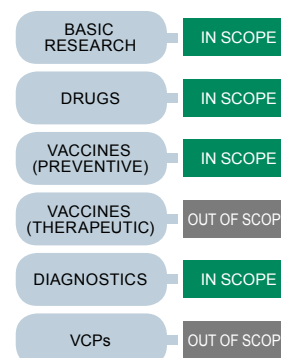 BASIC
RESEARCH
IN SCOPE
DRUGS
IN SCOPE
VACCINES
(PREVENTIVE)
IN SCOPE
VACCINES
(THERAPEUTIC)
OUT OF SCOP
DIAGNOSTICS
IN SCOPE
VCPs
OUT OF SCOP